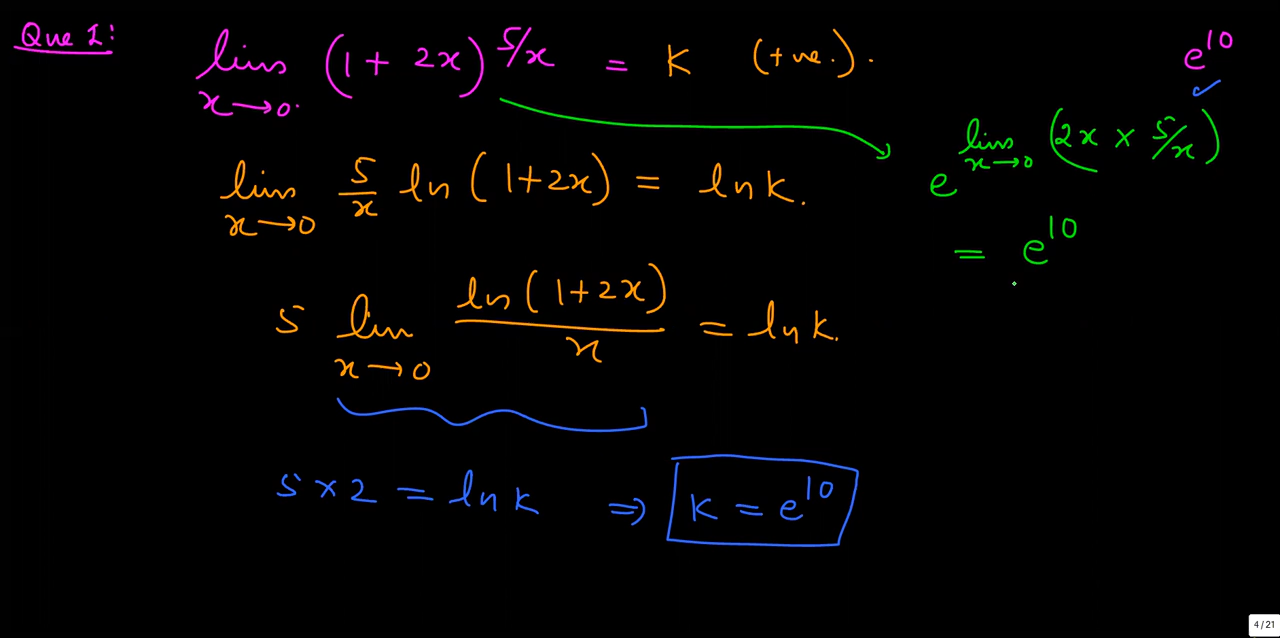 Que 1:
lim (1 + 2x)^5/x = K (+ve).
x→0
e^10
e^lim x→0 (2x × 5/x)
lim 5/x ln (1+2x) = ln K.
x→0
= e^10
5 lim ln(1+2x)/x = ln K.
x→0
5 × 2 = ln K ⇒ K = e^10
4 / 21